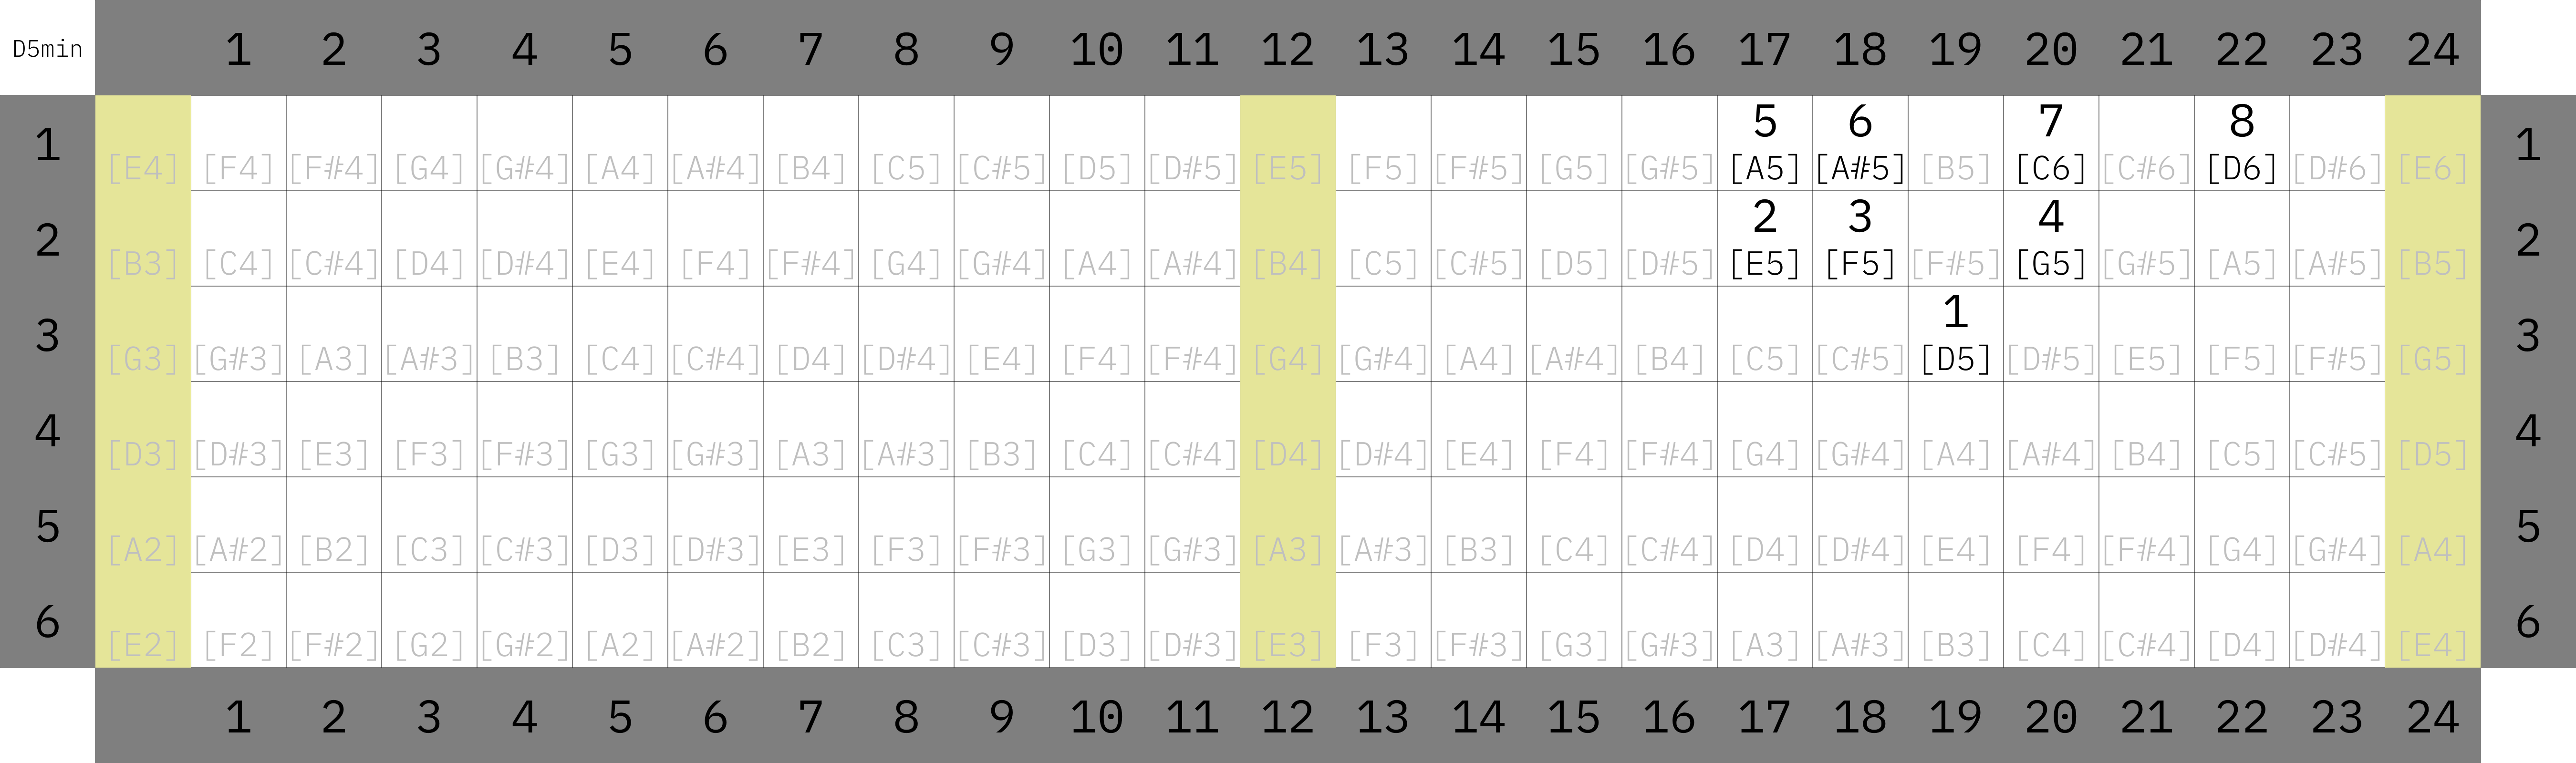 D5min 1 2 3 4 5 6 7 8 9 10 11 12 13 14 15 16 17 18 19 20 21 22 23 24
5 6 7 8
1 [E4] [F4] [F#4] [G4] [G#4] [A4] [A#4] [B4] [C5] [C#5] [D5] [D#5] [E5] [F5] [F#5] [G5] [G#5] [A5] [A#5] [B5] [C6] [C#6] [D6] [D#6] [E6] 1
2 3 4
2 [B3] [C4] [C#4] [D4] [D#4] [E4] [F4] [F#4] [G4] [G#4] [A4] [A#4] [B4] [C5] [C#5] [D5] [D#5] [E5] [F5] [F#5] [G5] [G#5] [A5] [A#5] [B5] 2
1
3 [G3] [G#3] [A3] [A#3] [B3] [C4] [C#4] [D4] [D#4] [E4] [F4] [F#4] [G4] [G#4] [A4] [A#4] [B4] [C5] [C#5] [D5] [D#5] [E5] [F5] [F#5] [G5] 3
4 [D3] [D#3] [E3] [F3] [F#3] [G3] [G#3] [A3] [A#3] [B3] [C4] [C#4] [D4] [D#4] [E4] [F4] [F#4] [G4] [G#4] [A4] [A#4] [B4] [C5] [C#5] [D5] 4
5 [A2] [A#2] [B2] [C3] [C#3] [D3] [D#3] [E3] [F3] [F#3] [G3] [G#3] [A3] [A#3] [B3] [C4] [C#4] [D4] [D#4] [E4] [F4] [F#4] [G4] [G#4] [A4] 5
6 [E2] [F2] [F#2] [G2] [G#2] [A2] [A#2] [B2] [C3] [C#3] [D3] [D#3] [E3] [F3] [F#3] [G3] [G#3] [A3] [A#3] [B3] [C4] [C#4] [D4] [D#4] [E4] 6
1 2 3 4 5 6 7 8 9 10 11 12 13 14 15 16 17 18 19 20 21 22 23 24